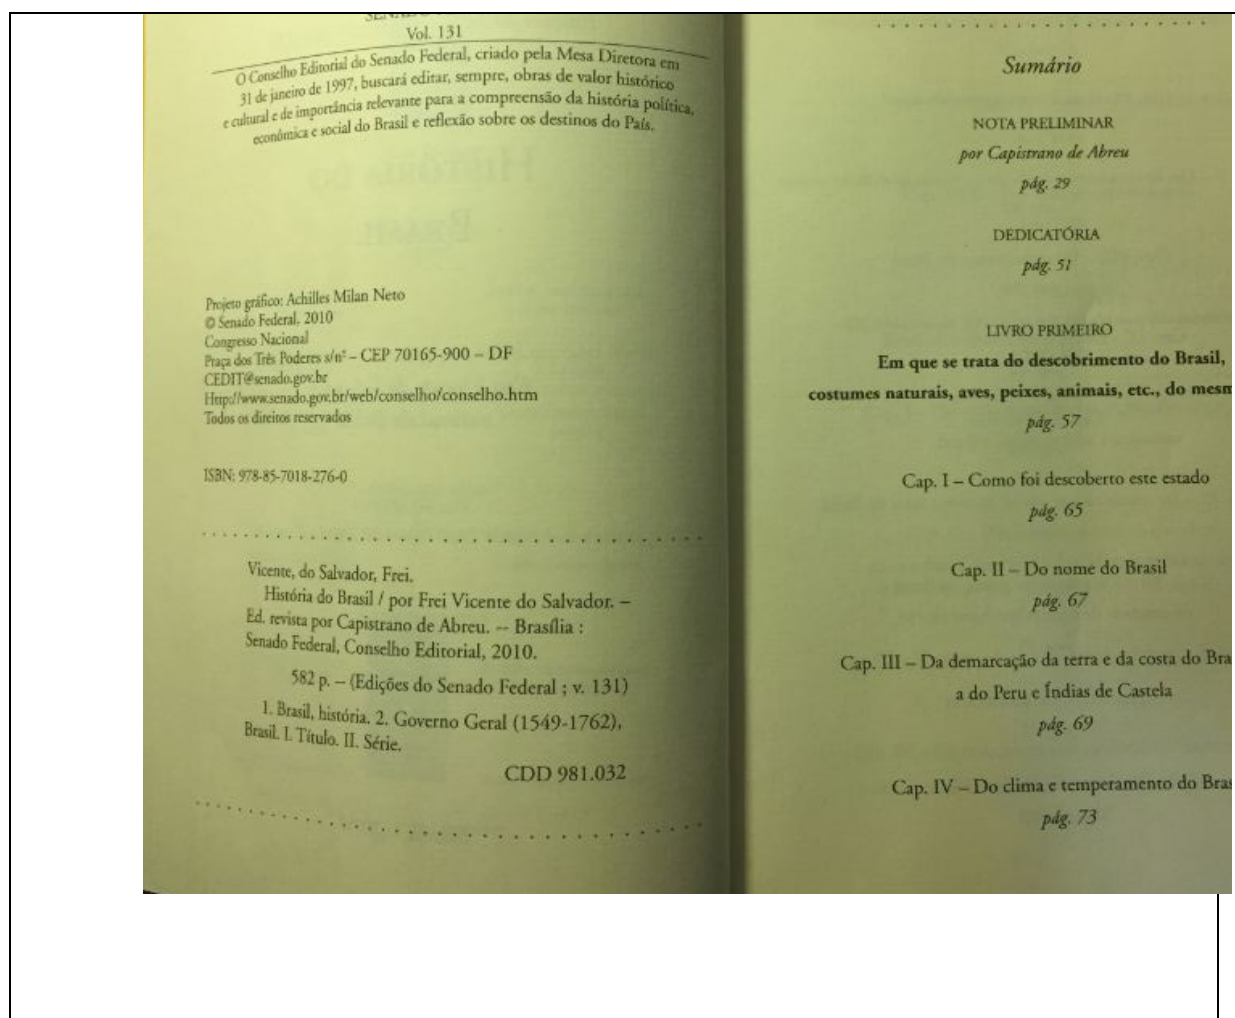 SENADO
Vol. 131
O Conselho Editorial do Senado Federal, criado pela Mesa Diretora em
31 de janeiro de 1997, buscará editar, sempre, obras de valor histórico
e cultural e de importância relevante para a compreensão da história política,
econômica e social do Brasil e reflexão sobre os destinos do País.
Projeto gráfico: Achilles Milan Neto
© Senado Federal, 2010
Congresso Nacional
Praça dos Três Poderes s/nº – CEP 70165-900 – DF
CEDIT@senado.gov.br
Http://www.senado.gov.br/web/conselho/conselho.htm
Todos os direitos reservados
ISBN: 978-85-7018-276-0
Vicente, do Salvador, Frei.
História do Brasil / por Frei Vicente do Salvador. –
Ed. revista por Capistrano de Abreu. -- Brasília :
Senado Federal, Conselho Editorial, 2010.
582 p. – (Edições do Senado Federal ; v. 131)
1. Brasil, história. 2. Governo Geral (1549-1762),
Brasil. I. Título. II. Série.
CDD 981.032
Sumário
NOTA PRELIMINAR
por Capistrano de Abreu
pág. 29
DEDICATÓRIA
pág. 51
LIVRO PRIMEIRO
Em que se trata do descobrimento do Brasil,
costumes naturais, aves, peixes, animais, etc., do mesm
pág. 57
Cap. I – Como foi descoberto este estado
pág. 65
Cap. II – Do nome do Brasil
pág. 67
Cap. III – Da demarcação da terra e da costa do Bra
a do Peru e Índias de Castela
pág. 69
Cap. IV – Do clima e temperamento do Bras
pág. 73